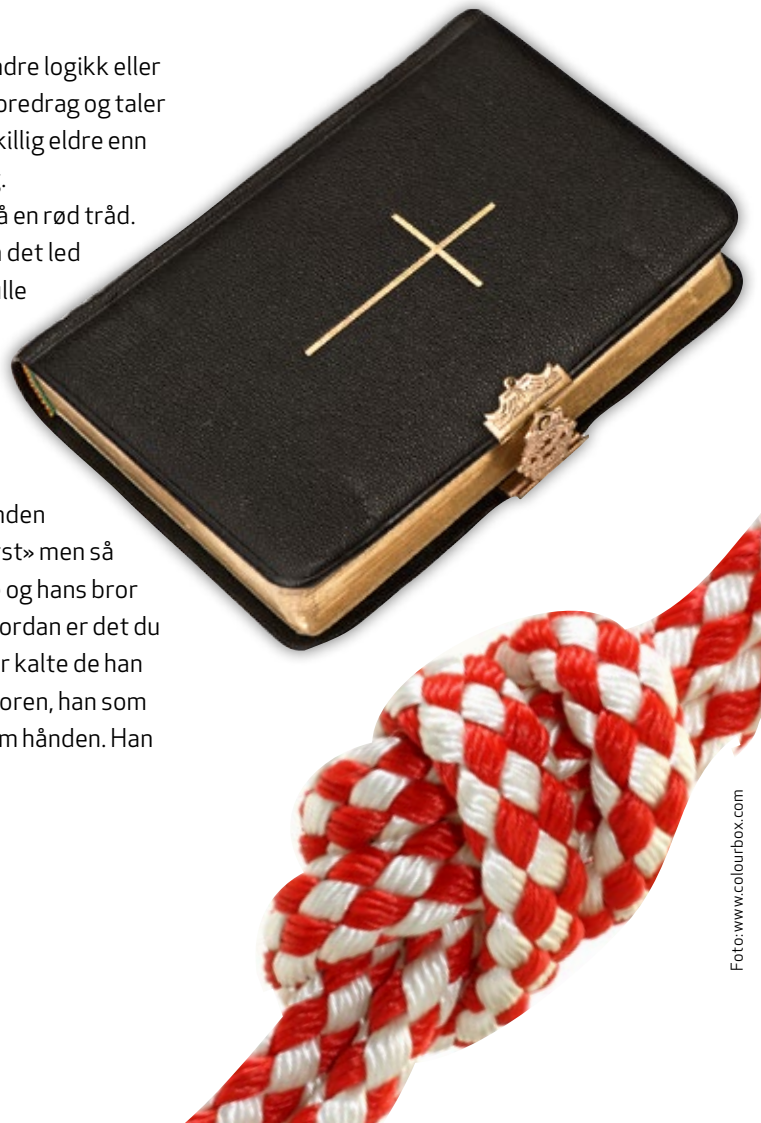 dre logikk eller
oredrag og taler
killig eldre enn
å en rød tråd.
det led
lle
nden
st» men så
og hans bror
ordan er det du
r kalte de han
oren, han som
m hånden. Han
Foto: www.colourbox.com